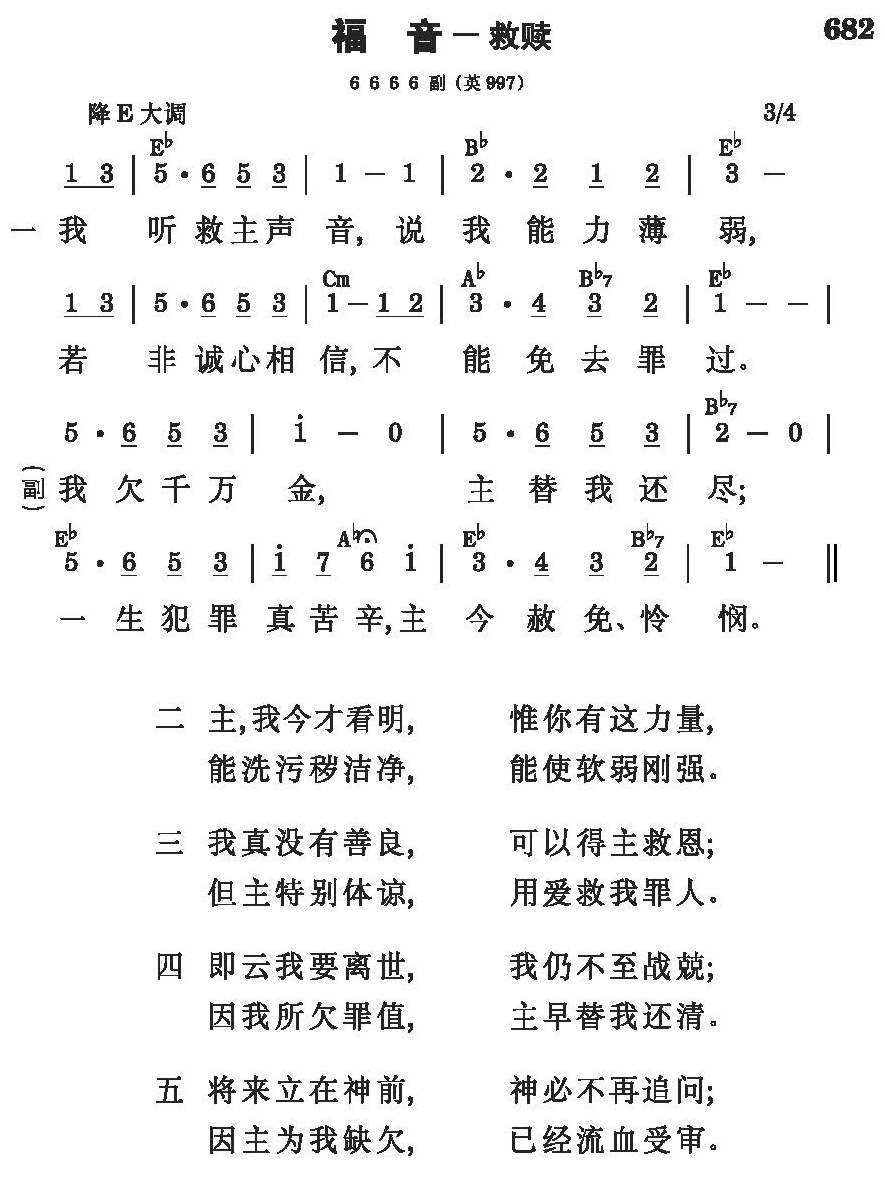 福 音 － 救赎 682
6 6 6 6 副 (英 997)
降 E 大调 3/4
E♭ B♭ E♭
1 3 | 5 · 6 5 3 | 1 － 1 | 2 · 2 1 2 | 3 －
一 我 听 救 主 声 音, 说 我 能 力 薄 弱,
Cm A♭ B♭7 E♭
1 3 | 5 · 6 5 3 | 1 － 1 2 | 3 · 4 3 2 | 1 － － |
若 非 诚 心 相 信, 不 能 免 去 罪 过。
B♭7
5 · 6 5 3 | i － 0 | 5 · 6 5 3 | 2 － 0 |
(副) 我 欠 千 万 金, 主 替 我 还 尽;
E♭ A♭ E♭ B♭7 E♭
5 · 6 5 3 | i 7 6 i | 3 · 4 3 2 | 1 － ‖
一 生 犯 罪 真 苦 辛, 主 今 赦 免、 怜 悯。
二 主,我今才看明, 惟你有这力量,
能洗污秽洁净, 能使软弱刚强。
三 我真没有善良, 可以得主救恩;
但主特别体谅, 用爱救我罪人。
四 即云我要离世, 我仍不至战兢;
因我所欠罪值, 主早替我还清。
五 将来立在神前, 神必不再追问;
因主为我缺欠, 已经流血受审。